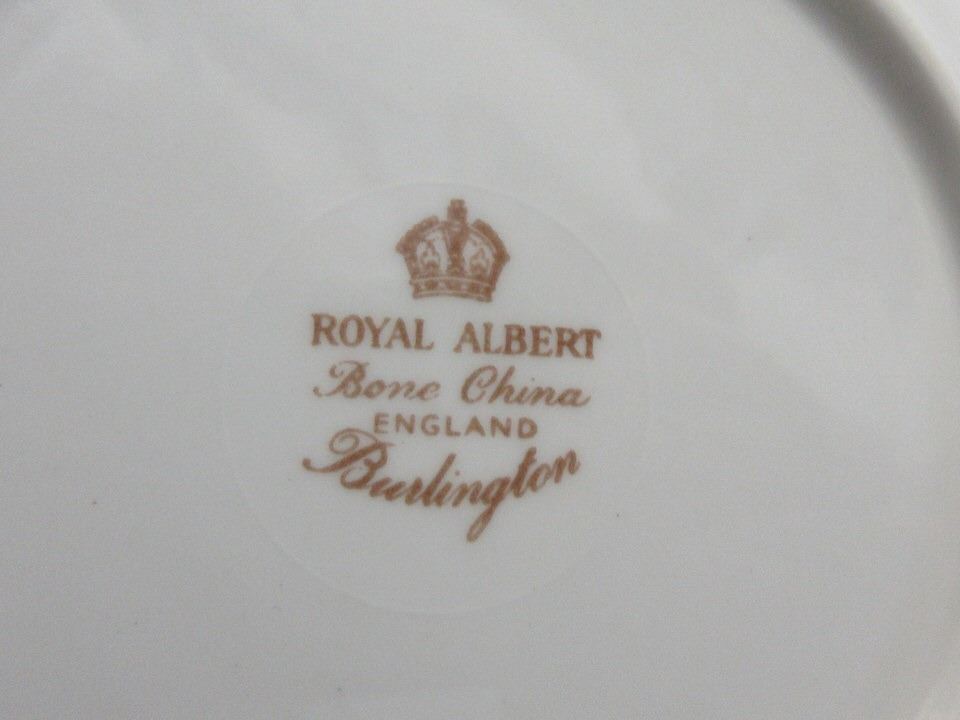 ROYAL ALBERT
Bone China
ENGLAND
Burlington